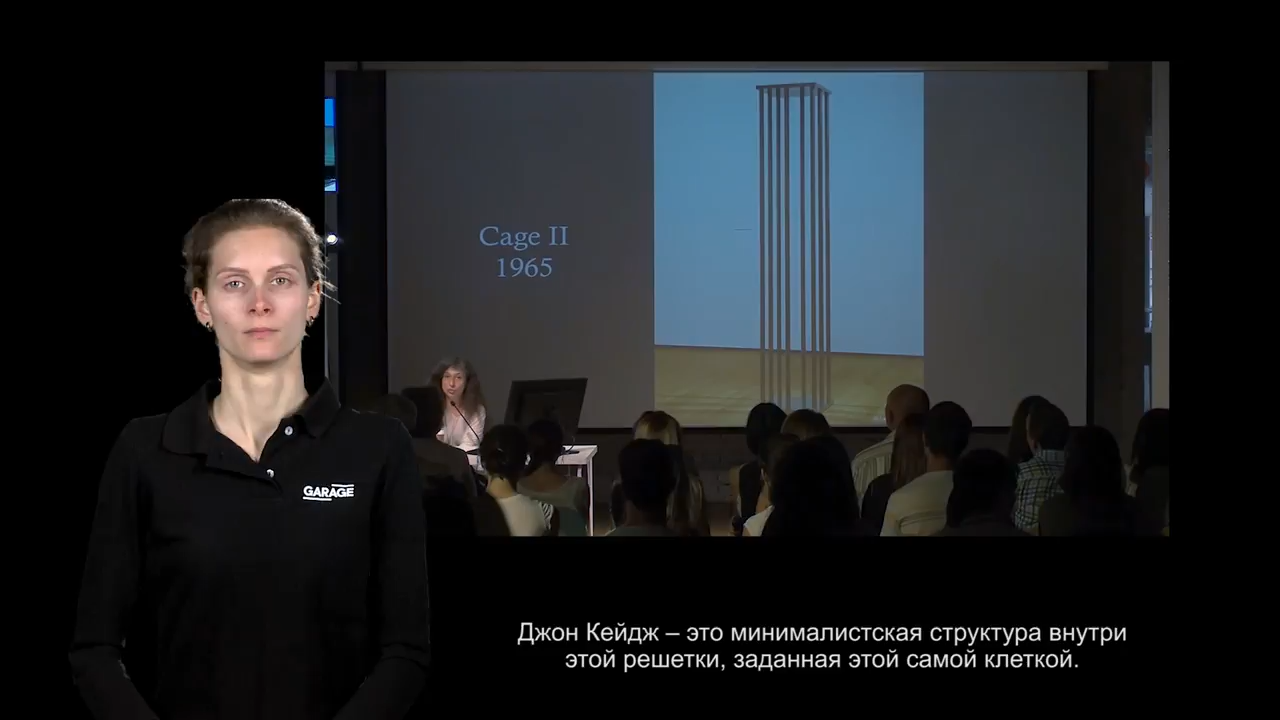 Cage II
1965
GARAGE
Джон Кейдж – это минималистская структура внутри
этой решетки, заданная этой самой клеткой.